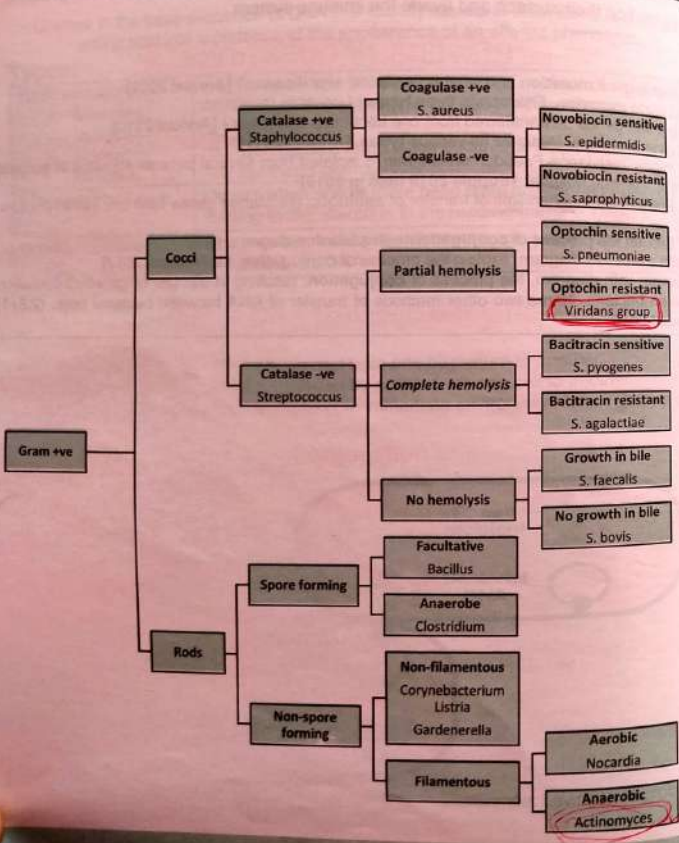 Gram +ve
Cocci
Catalase +ve
Staphylococcus
Coagulase +ve
S. aureus
Coagulase -ve
Novobiocin sensitive
S. epidermidis
Novobiocin resistant
S. saprophyticus
Catalase -ve
Streptococcus
Partial hemolysis
Optochin sensitive
S. pneumoniae
Optochin resistant
Viridans group
Complete hemolysis
Bacitracin sensitive
S. pyogenes
Bacitracin resistant
S. agalactiae
No hemolysis
Growth in bile
S. faecalis
No growth in bile
S. bovis
Rods
Spore forming
Facultative
Bacillus
Anaerobe
Clostridium
Non-spore
forming
Non-filamentous
Corynebacterium
Listria
Gardenerella
Filamentous
Aerobic
Nocardia
Anaerobic
Actinomyces